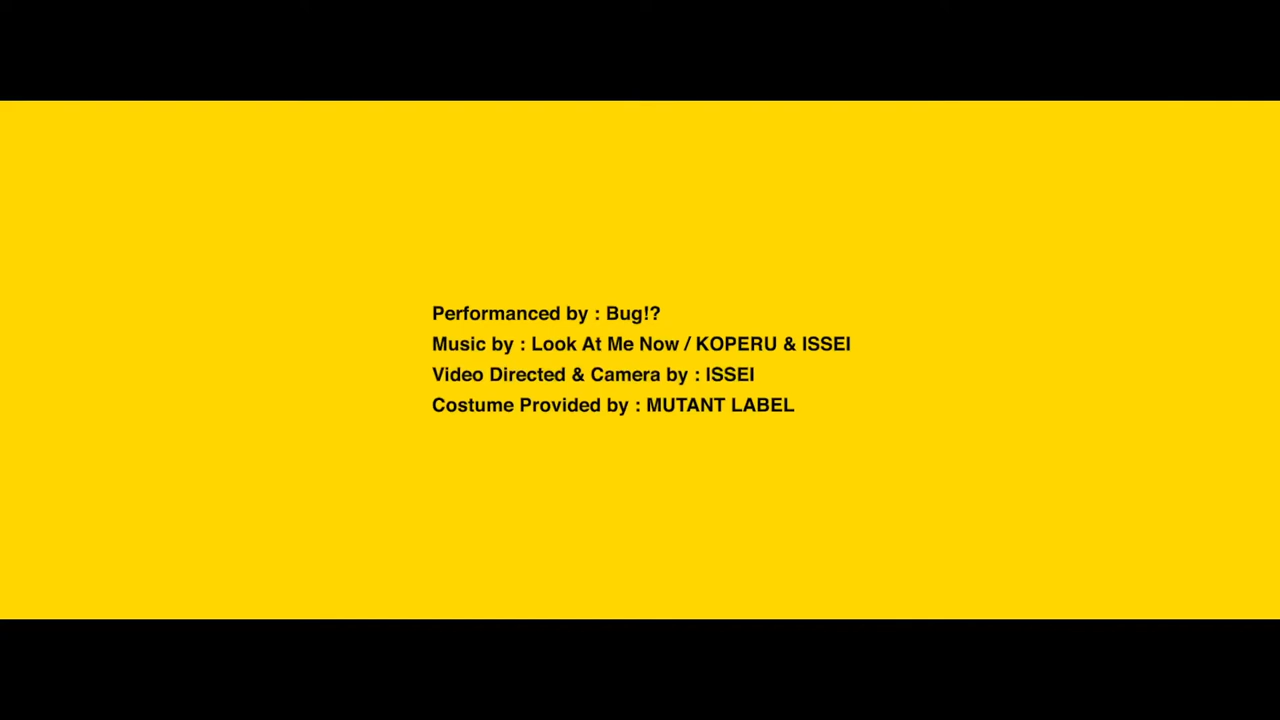 Performanced by : Bug!?
Music by : Look At Me Now / KOPERU & ISSEI
Video Directed & Camera by : ISSEI
Costume Provided by : MUTANT LABEL